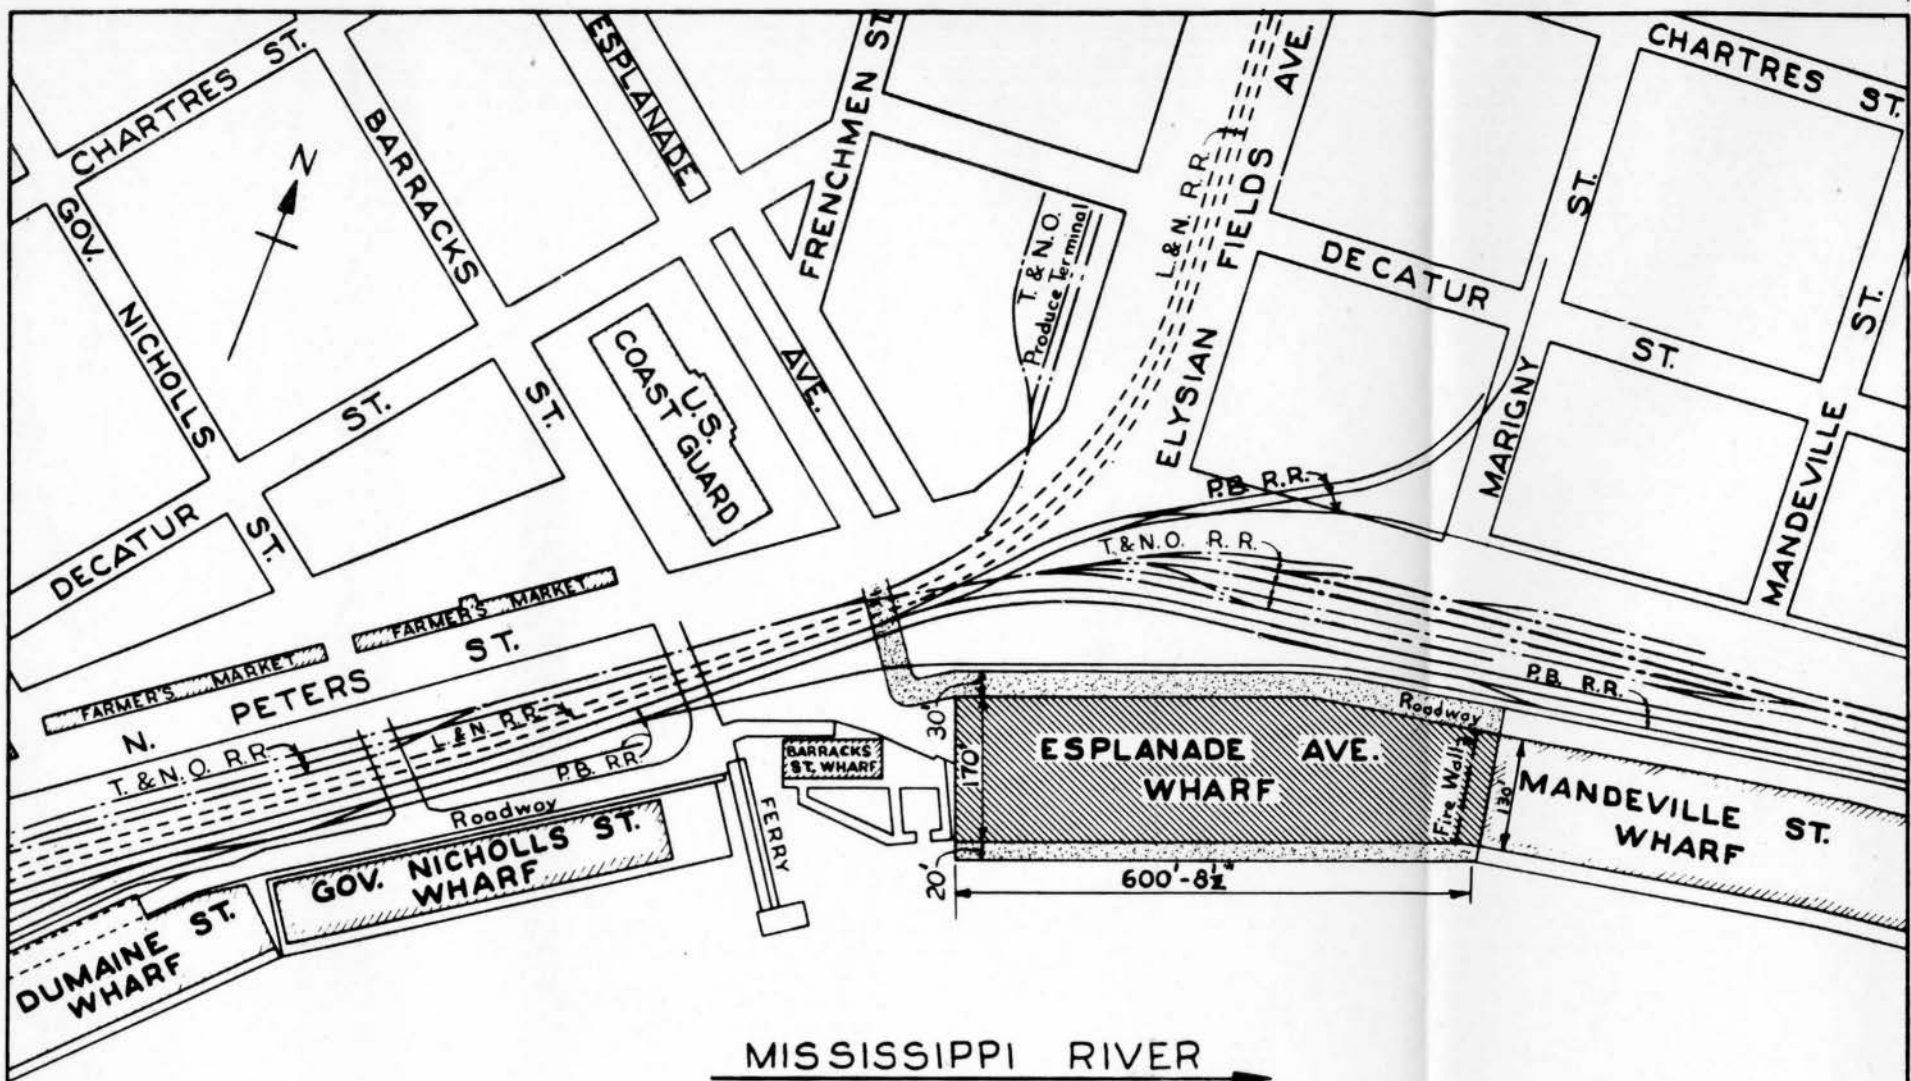 CHARTRES ST.
BARRACKS
ST.
ESPLANADE
AVE.
FRENCHMEN ST.
L. & N. R. R.
ELYSIAN FIELDS AVE.
CHARTRES ST.
GOV. NICHOLLS
ST.
N
T. & N. O.
Produce Terminal
DECATUR
ST.
MARIGNY
ST.
MANDEVILLE
ST.
U.S.
COAST GUARD
DECATUR
ST.
P.B. R.R.
T. & N.O. R. R.
FARMER'S MARKET
FARMER'S MARKET
N. PETERS ST.
T. & N. O. R. R.
L & N. R.R.
P.B. R.R.
P.B. R.R.
Roadway
Roadway
BARRACKS
ST. WHARF
FERRY
30'
170'
20'
ESPLANADE AVE.
WHARF
Fire Wall
130'
MANDEVILLE ST.
WHARF
600'-8½"
GOV. NICHOLLS ST.
WHARF
DUMAINE ST.
WHARF
MISSISSIPPI RIVER